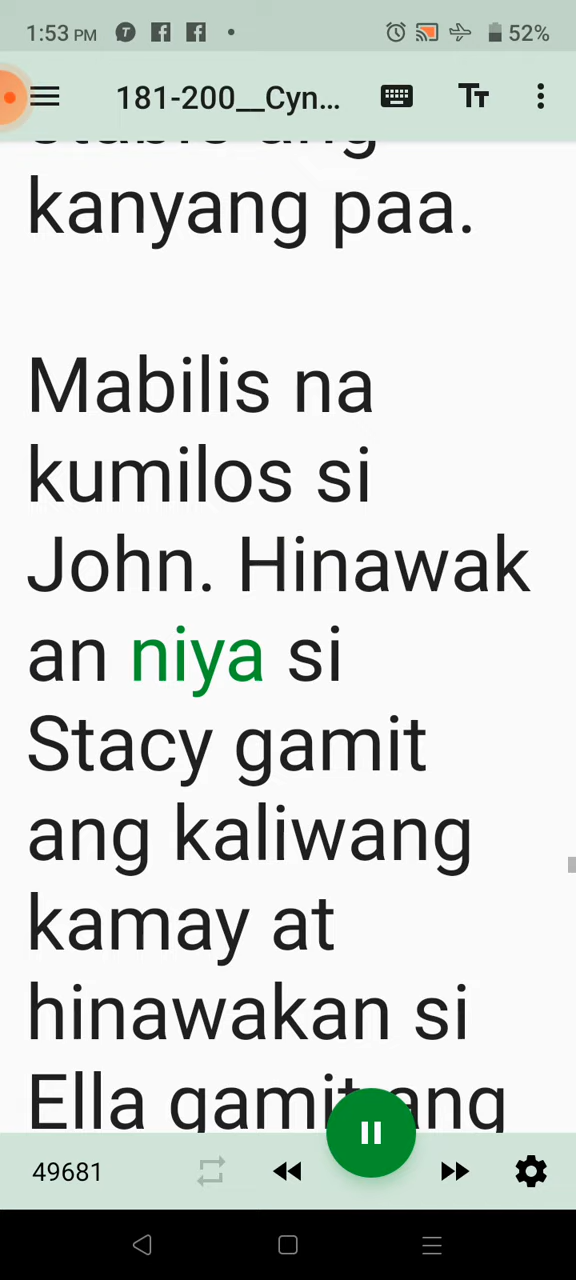 1:53 PM
52%
181-200__Cyn...
kanyang paa.
Mabilis na
kumilos si
John. Hinawak
an niya si
Stacy gamit
ang kaliwang
kamay at
hinawakan si
Ella gamit ang
49681